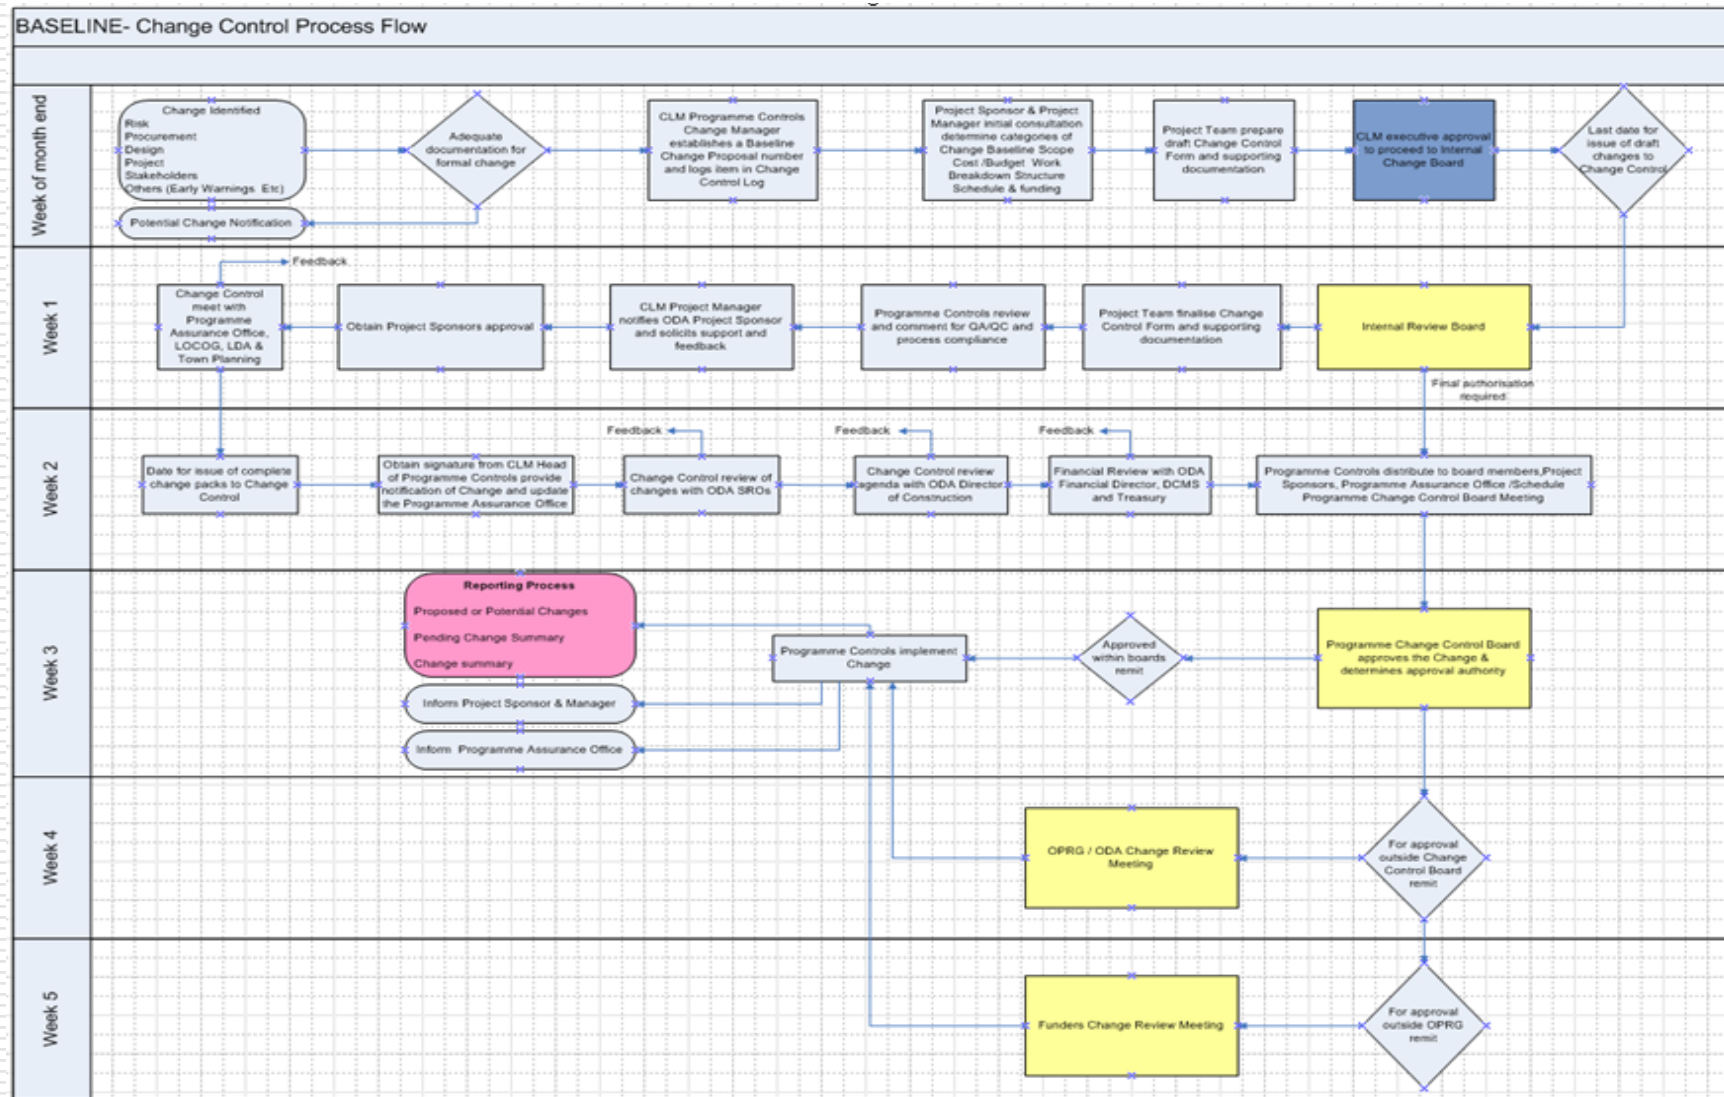 BASELINE- Change Control Process Flow
Week of month end
Change Identified
Risk
Procurement
Design
Project
Stakeholders
Others (Early Warnings Etc)
Potential Change Notification
Adequate
documentation for
formal change
CLM Programme Controls
Change Manager
establishes a Baseline
Change Proposal number
and logs item in Change
Control Log
Project Sponsor & Project
Manager initial consultation
determine categories of
Change Baseline Scope
Cost /Budget Work
Breakdown Structure
Schedule & funding
Project Team prepare
draft Change Control
Form and supporting
documentation
CLM executive approval
to proceed to Internal
Change Board
Last date for
issue of draft
changes to
Change Control
Week 1
Feedback
Change Control
meet with
Programme
Assurance Office,
LOCOG, LDA &
Town Planning
Obtain Project Sponsors approval
CLM Project Manager
notifies ODA Project Sponsor
and solicits support and
feedback
Programme Controls review
and comment for QA/QC and
process compliance
Project Team finalise Change
Control Form and supporting
documentation
Internal Review Board
Final authorisation
required
Week 2
Feedback
Feedback
Feedback
Date for issue of complete
change packs to Change
Control
Obtain signature from CLM Head
of Programme Controls provide
notification of Change and update
the Programme Assurance Office
Change Control review of
changes with ODA SROs
Change Control review
agenda with ODA Director
of Construction
Financial Review with ODA
Financial Director, DCMS
and Treasury
Programme Controls distribute to board members,Project
Sponsors, Programme Assurance Office /Schedule
Programme Change Control Board Meeting
Week 3
Reporting Process
Proposed or Potential Changes
Pending Change Summary
Change summary
Inform Project Sponsor & Manager
Inform Programme Assurance Office
Programme Controls implement
Change
Approved
within boards
remit
Programme Change Control Board
approves the Change &
determines approval authority
Week 4
OPRG / ODA Change Review
Meeting
For approval
outside Change
Control Board
remit
Week 5
Funders Change Review Meeting
For approval
outside OPRG
remit